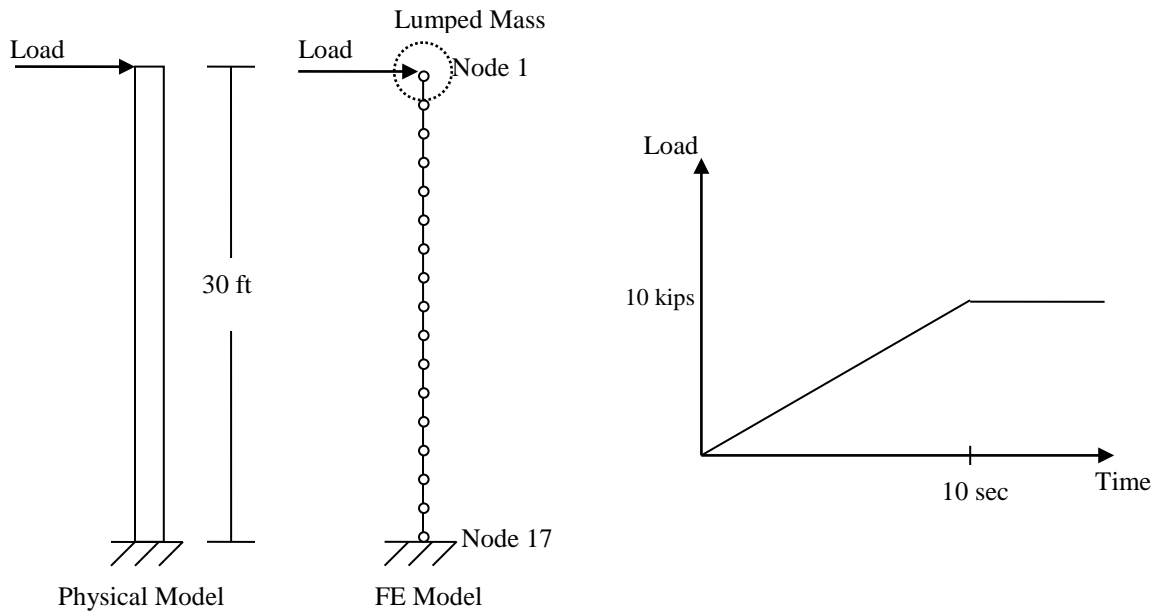 Lumped Mass
Load
Load
Node 1
30 ft
Node 17
Physical Model
FE Model
Load
10 kips
10 sec
Time